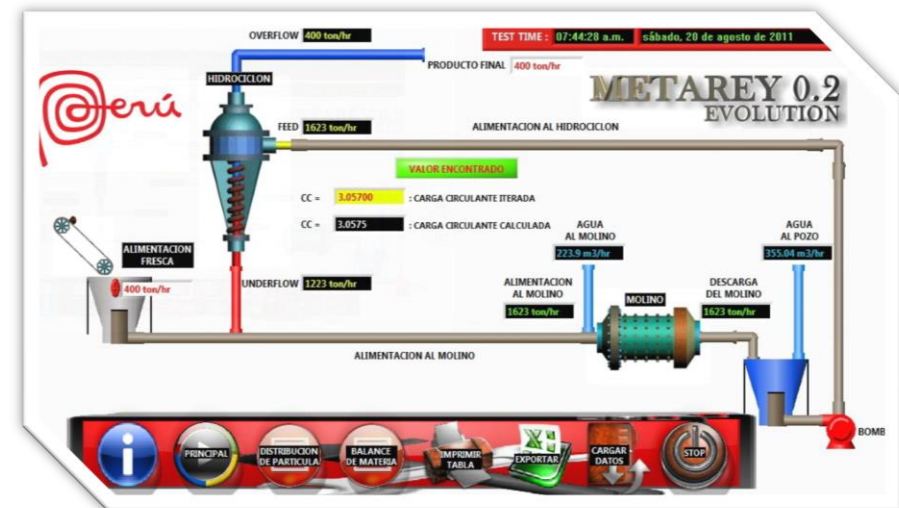 OVERFLOW 400 ton/hr
TEST TIME : 07:44:28 a.m. sábado, 20 de agosto de 2011
PRODUCTO FINAL 400 ton/hr
HIDROCICLON
METAREY 0.2
EVOLUTION
Perú
FEED 1623 ton/hr
ALIMENTACION AL HIDROCICLON
VALOR ENCONTRADO
CC = 3.05700 : CARGA CIRCULANTE ITERADA
CC = 3.0575 : CARGA CIRCULANTE CALCULADA
AGUA
AL MOLINO
223.9 m3/hr
AGUA
AL POZO
355.04 m3/hr
ALIMENTACION
FRESCA
400 ton/hr
UNDERFLOW 1223 ton/hr
ALIMENTACION
AL MOLINO
1623 ton/hr
MOLINO
DESCARGA
DEL MOLINO
1623 ton/hr
ALIMENTACION AL MOLINO
BOMB
i
PRINCIPAL
DISTRIBUCION
DE PARTICULA
BALANCE
DE MATERIA
IMPRIMIR
TABLA
X
EXPORTAR
CARGAR
DATOS
STOP